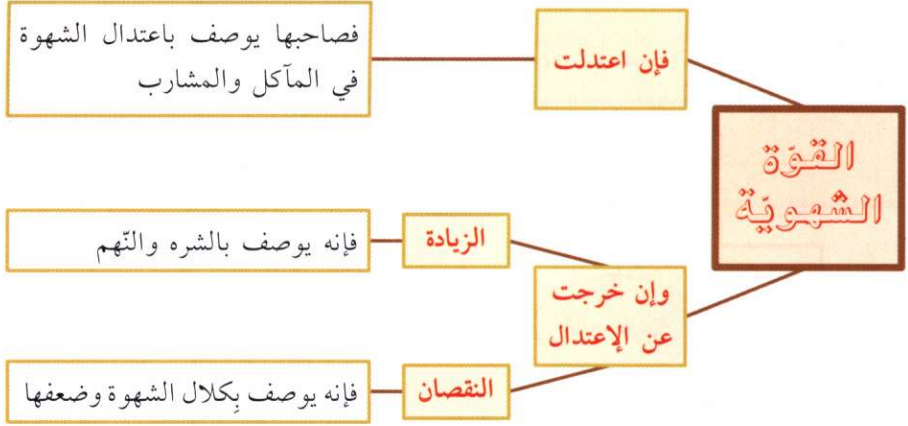 القوّة
الشهويّة
فإن اعتدلت
فصاحبها يوصف باعتدال الشهوة
في المآكل والمشارب
وإن خرجت
عن الإعتدال
الزيادة
فإنه يوصف بالشره والنّهم
النقصان
فإنه يوصف بِكلال الشهوة وضعفها